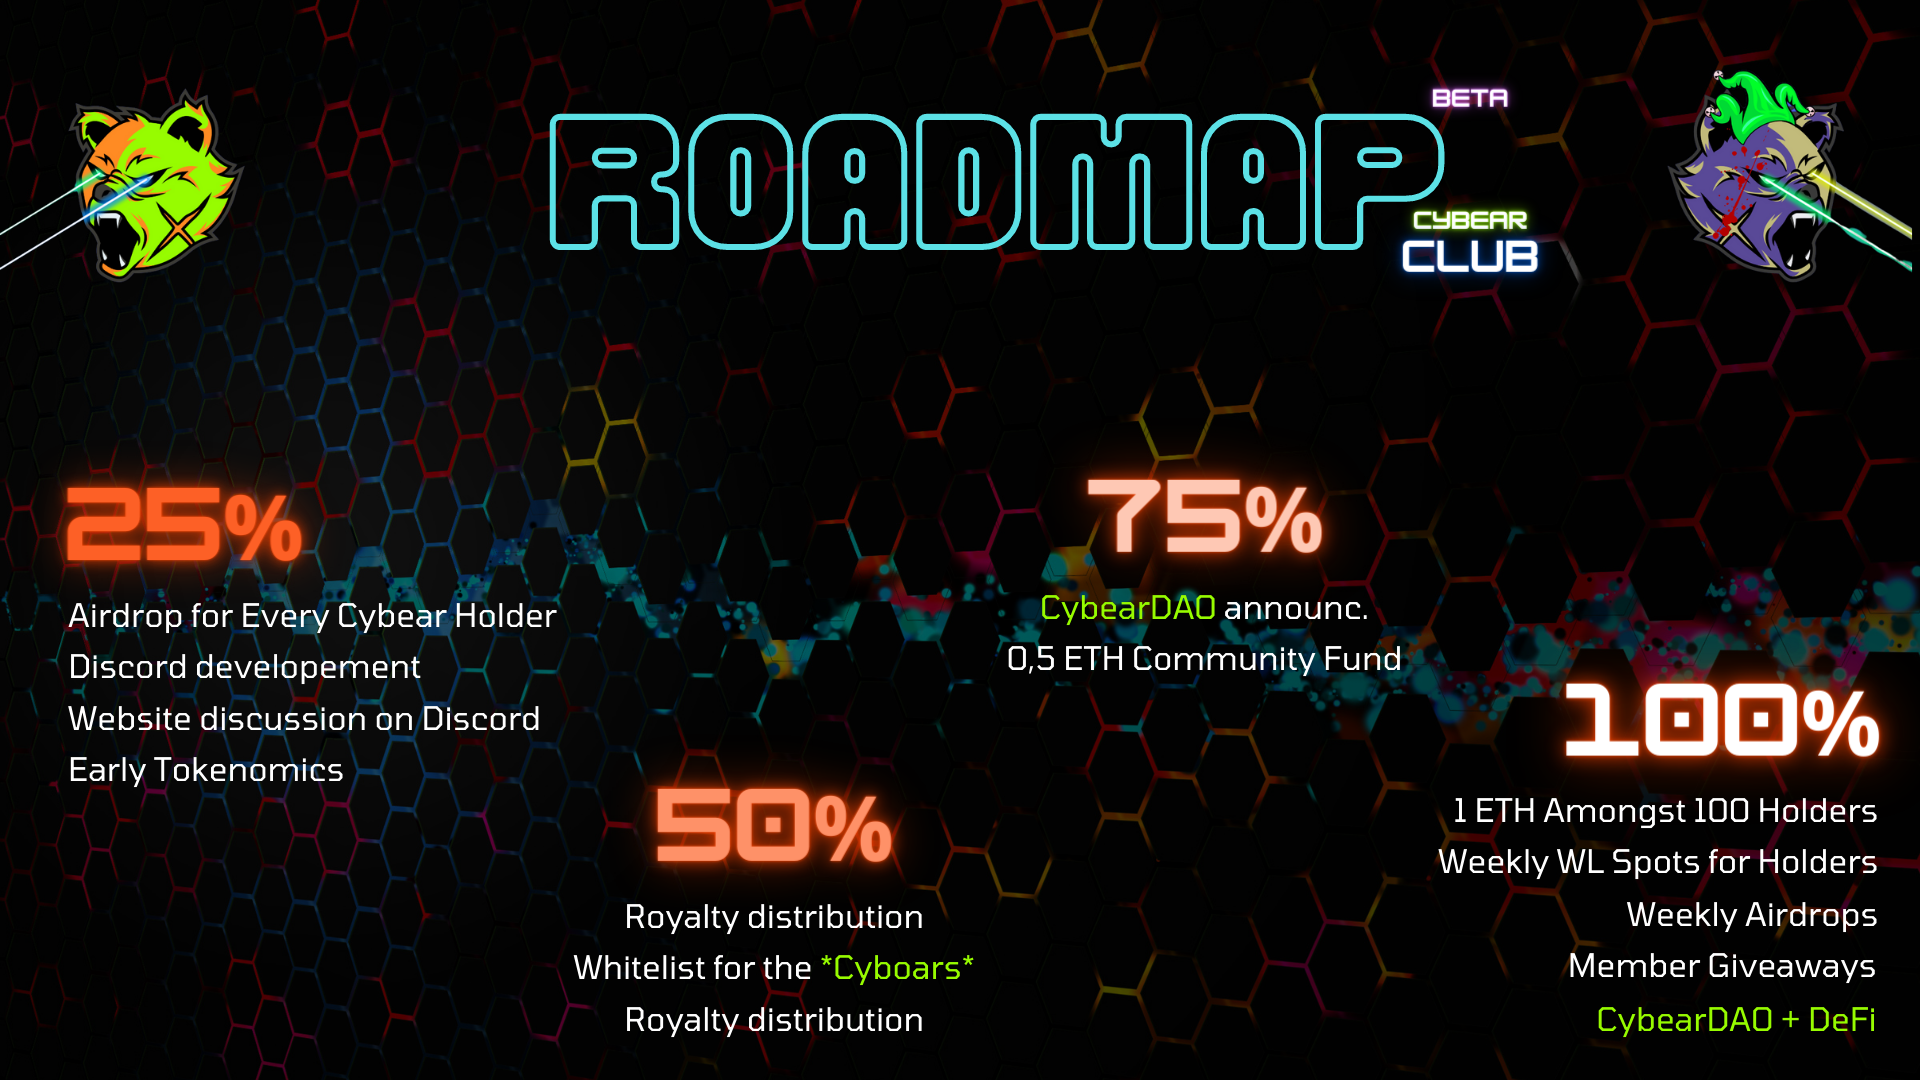 BETA
ROADMAP
CYBEAR
CLUB
25%
Airdrop for Every Cybear Holder
Discord developement
Website discussion on Discord
Early Tokenomics
50%
Royalty distribution
Whitelist for the *Cyboars*
Royalty distribution
75%
CybearDAO announc.
0,5 ETH Community Fund
100%
1 ETH Amongst 100 Holders
Weekly WL Spots for Holders
Weekly Airdrops
Member Giveaways
CybearDAO + DeFi